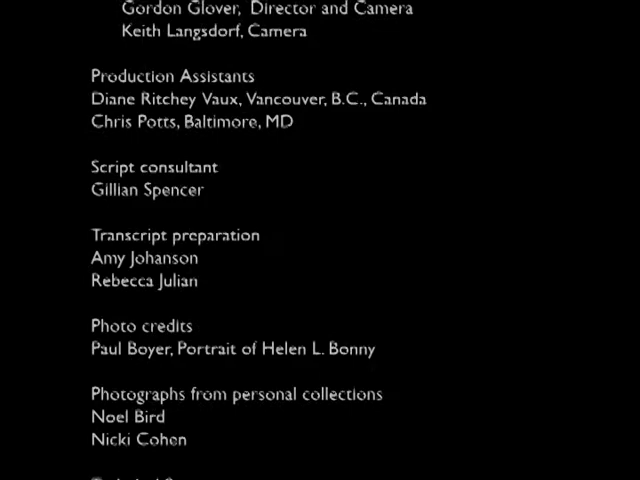 Gordon Glover, Director and Camera
Keith Langsdorf, Camera
Production Assistants
Diane Ritchey Vaux, Vancouver, B.C., Canada
Chris Potts, Baltimore, MD
Script consultant
Gillian Spencer
Transcript preparation
Amy Johanson
Rebecca Julian
Photo credits
Paul Boyer, Portrait of Helen L. Bonny
Photographs from personal collections
Noel Bird
Nicki Cohen